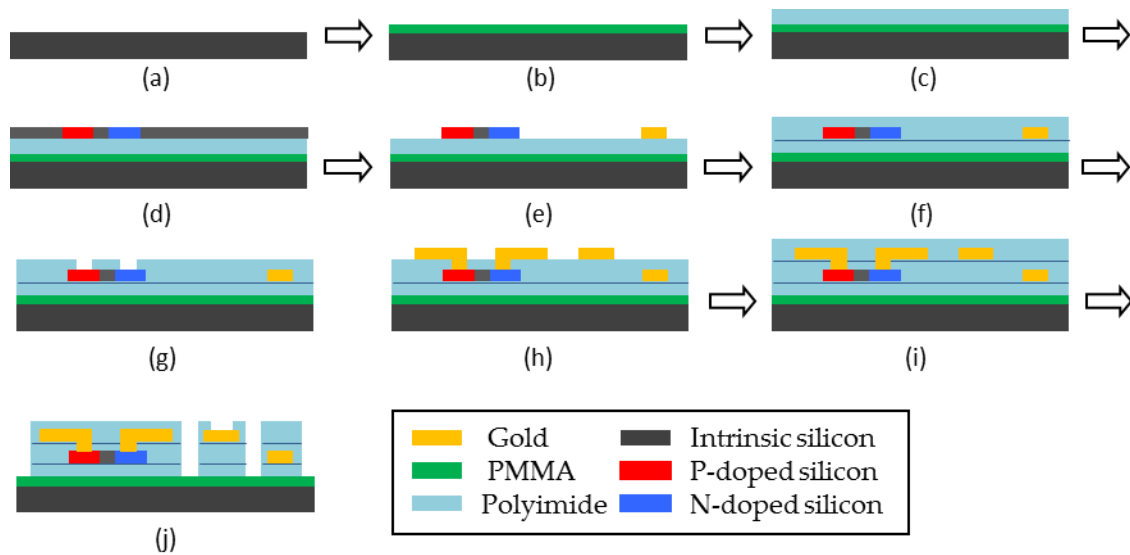 (a)
(b)
(c)
(d)
(e)
(f)
(g)
(h)
(i)
(j)
Gold
Intrinsic silicon
PMMA
P-doped silicon
Polyimide
N-doped silicon